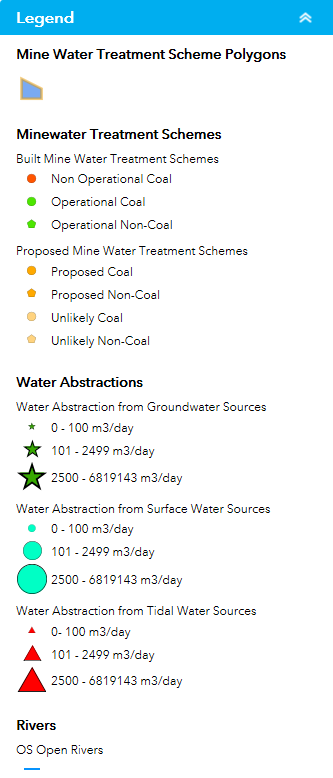 Legend
Mine Water Treatment Scheme Polygons
Minewater Treatment Schemes
Built Mine Water Treatment Schemes
Non Operational Coal
Operational Coal
Operational Non-Coal
Proposed Mine Water Treatment Schemes
Proposed Coal
Proposed Non-Coal
Unlikely Coal
Unlikely Non-Coal
Water Abstractions
Water Abstraction from Groundwater Sources
0 - 100 m3/day
101 - 2499 m3/day
2500 - 6819143 m3/day
Water Abstraction from Surface Water Sources
0 - 100 m3/day
101 - 2499 m3/day
2500 - 6819143 m3/day
Water Abstraction from Tidal Water Sources
0- 100 m3/day
101 - 2499 m3/day
2500 - 6819143 m3/day
Rivers
OS Open Rivers